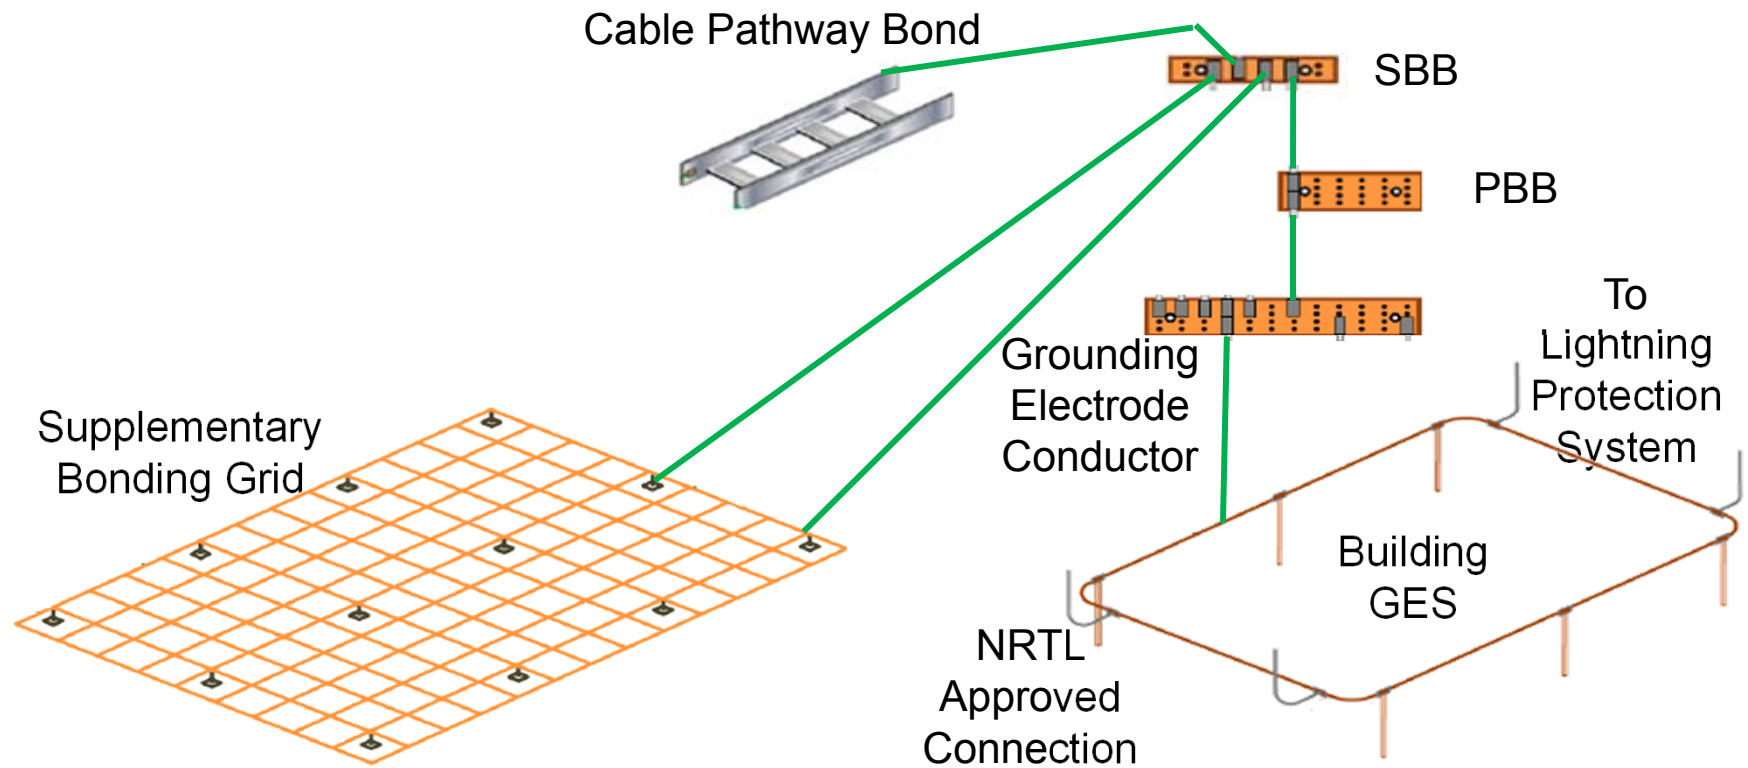 Cable Pathway Bond
SBB
PBB
To
Lightning
Protection
System
Grounding
Electrode
Conductor
Supplementary
Bonding Grid
Building
GES
NRTL
Approved
Connection